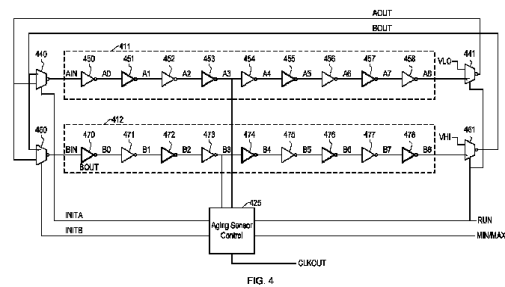 AOUT
BOUT
440
411
441
450 451 452 453 454 455 456 457 458
VLO
AIN A0 A1 A2 A3 A4 A5 A6 A7 A8
412
460
461
470 471 472 473 474 475 476 477 478
VHI
BIN B0 B1 B2 B3 B4 B5 B6 B7 B8
BOUT
425
INITA
RUN
INITB
Aging Sensor
Control
MIN/MAX
CLKOUT
FIG. 4